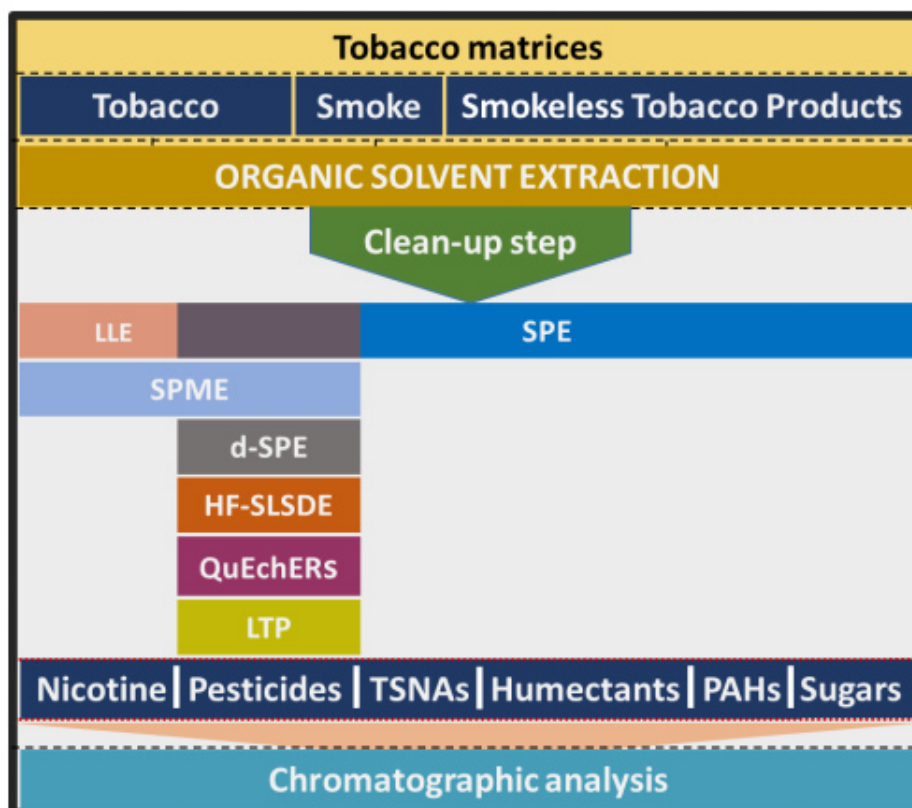 Tobacco matrices
Tobacco Smoke Smokeless Tobacco Products
ORGANIC SOLVENT EXTRACTION
Clean-up step
LLE SPE
SPME
d-SPE
HF-SLSDE
QuEchERs
LTP
Nicotine Pesticides TSNAs Humectants PAHs Sugars
Chromatographic analysis